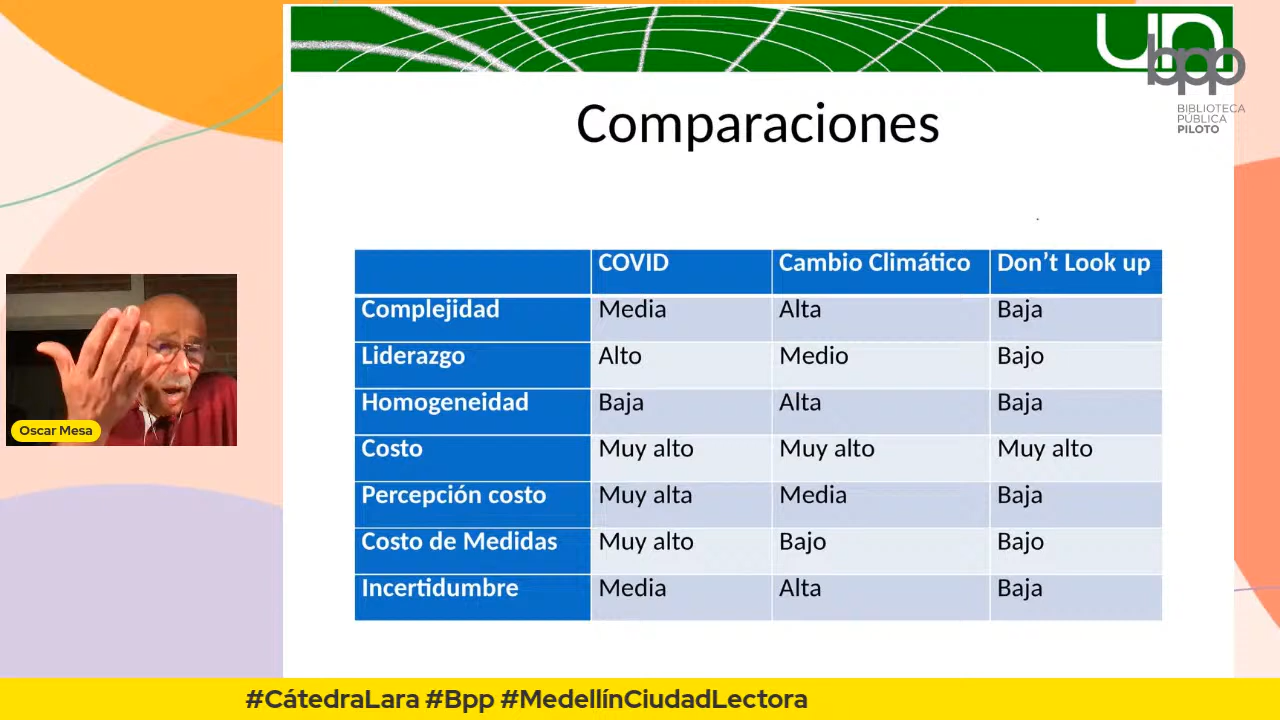 un
bpp
BIBLIOTECA
PÚBLICA
PILOTO
Comparaciones
COVID Cambio Climático Don’t Look up
Complejidad Media Alta Baja
Liderazgo Alto Medio Bajo
Homogeneidad Baja Alta Baja
Costo Muy alto Muy alto Muy alto
Percepción costo Muy alta Media Baja
Costo de Medidas Muy alto Bajo Bajo
Incertidumbre Media Alta Baja
Oscar Mesa
#CátedraLara #Bpp #MedellínCiudadLectora